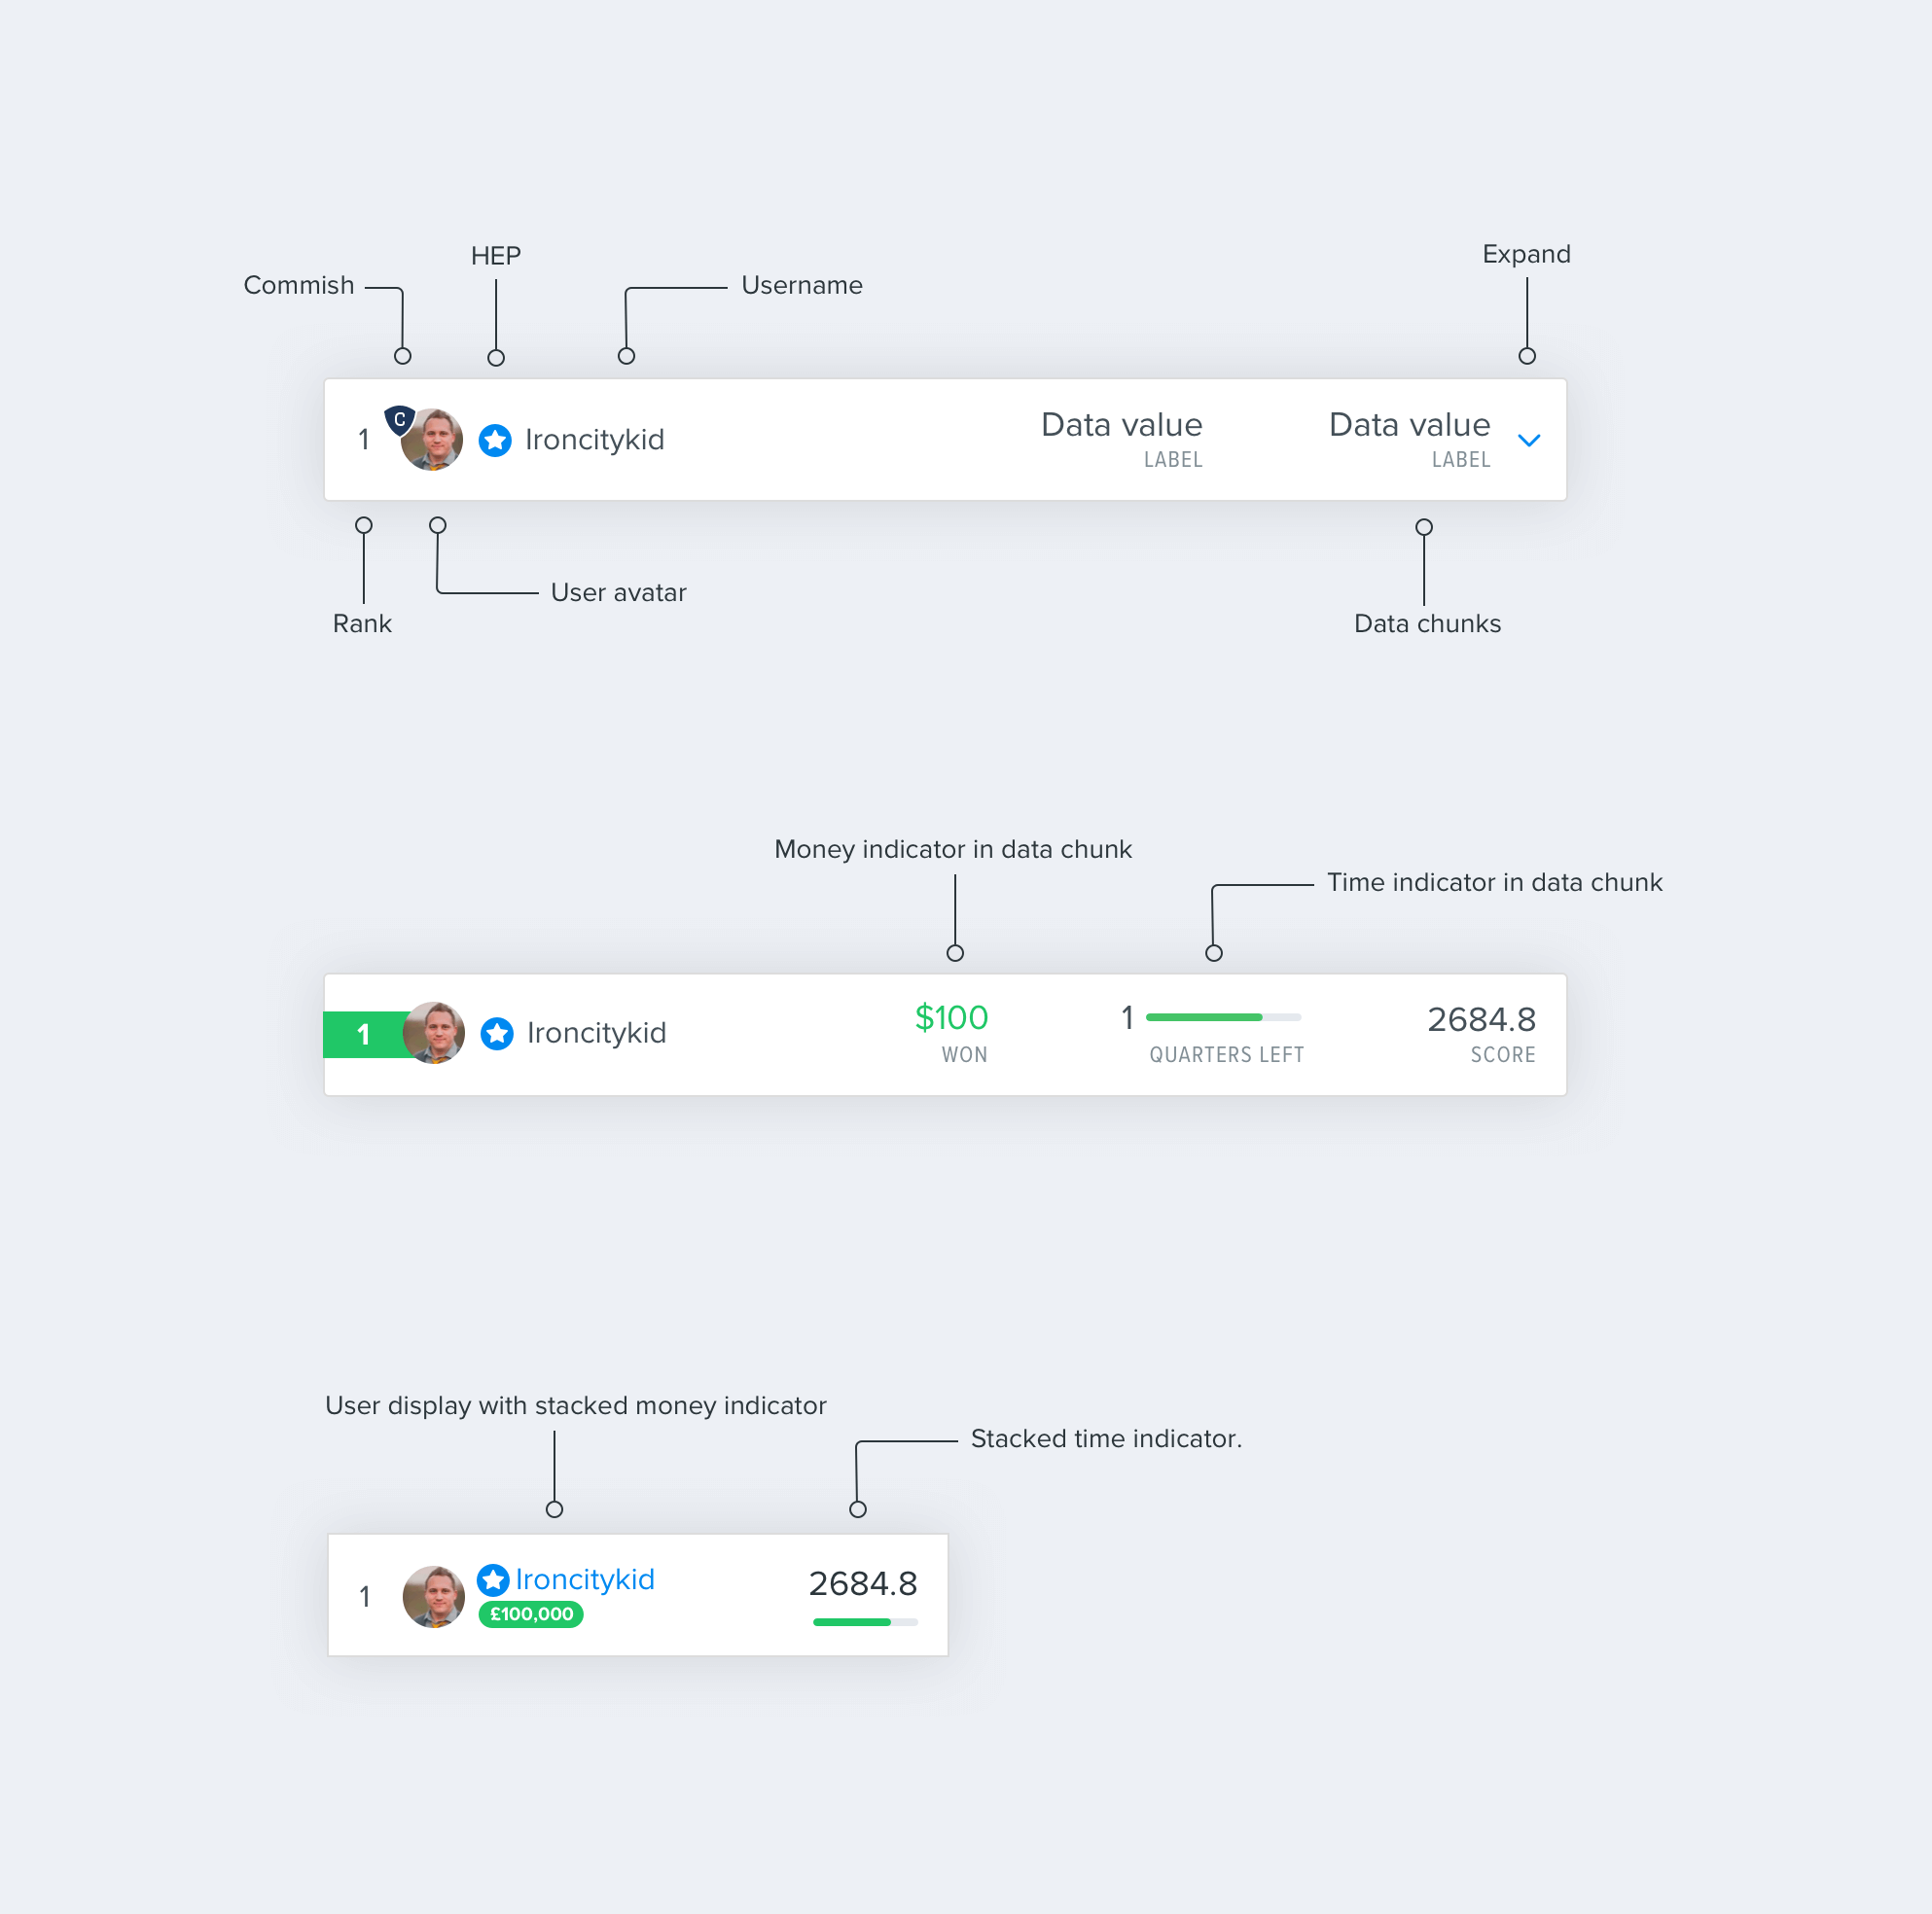 HEP
Expand
Commish
Username
1
C
Ironcitykid
Data value
LABEL
Data value
LABEL
User avatar
Rank
Data chunks
Money indicator in data chunk
Time indicator in data chunk
1
Ironcitykid
$100
WON
1
QUARTERS LEFT
2684.8
SCORE
User display with stacked money indicator
Stacked time indicator.
1
Ironcitykid
£100,000
2684.8